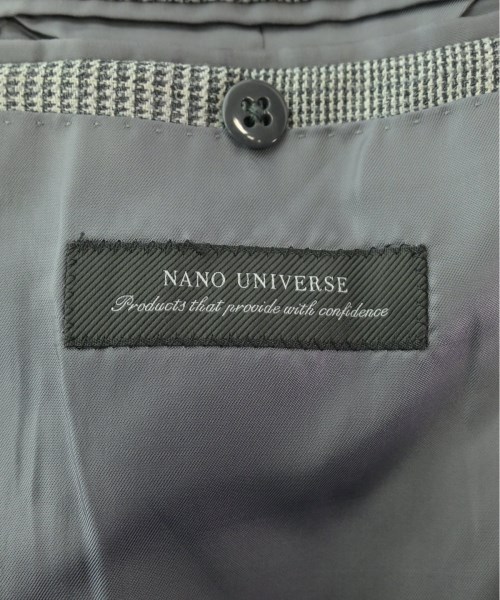 NANO UNIVERSE
Products that provide with confidence